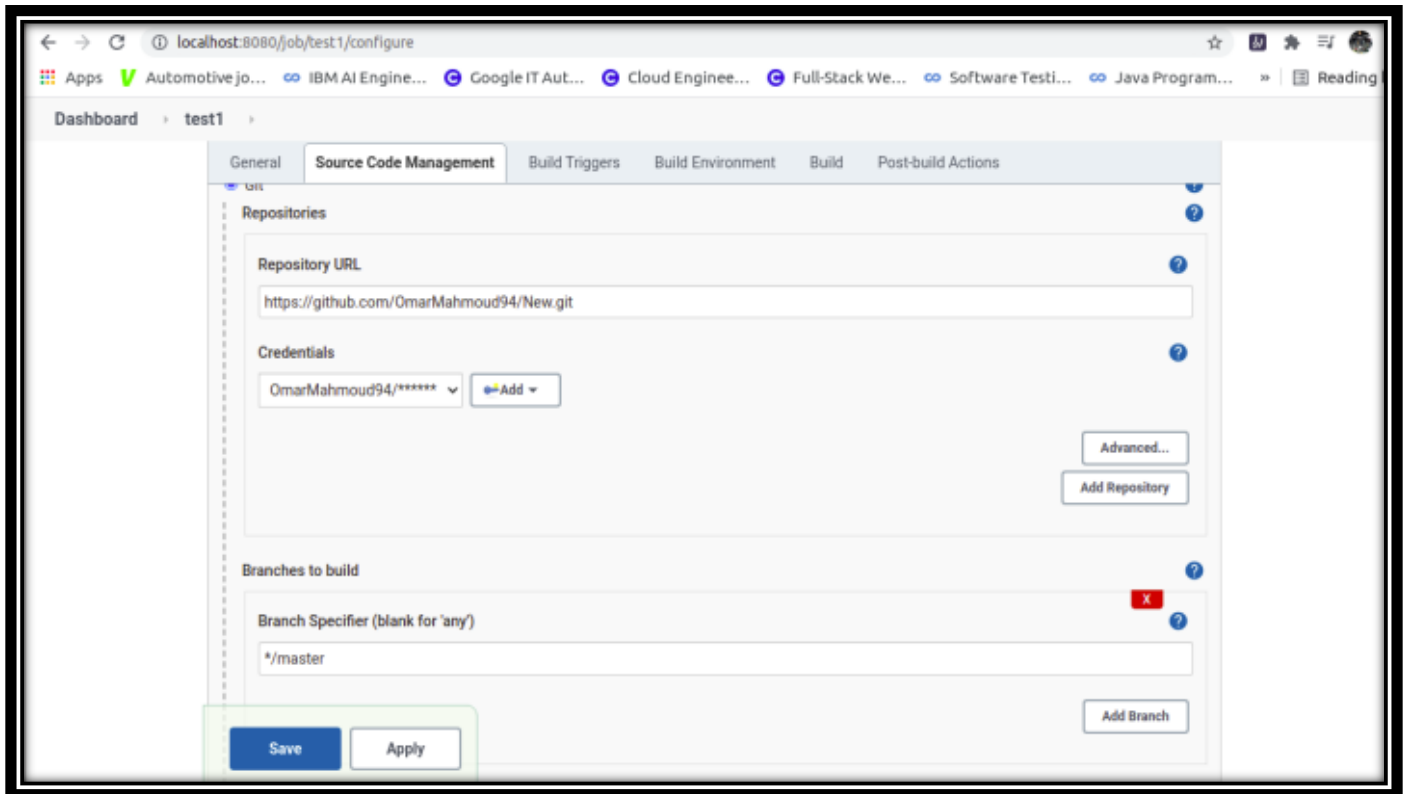 localhost:8080/job/test1/configure
Apps Automotive jo... IBM AI Engine... Google IT Aut... Cloud Enginee... Full-Stack We... Software Testi... Java Program... » Reading
Dashboard › test1 ›
General Source Code Management Build Triggers Build Environment Build Post-build Actions
Git
Repositories
Repository URL
https://github.com/OmarMahmoud94/New.git
Credentials
OmarMahmoud94/****** Add
Advanced...
Add Repository
Branches to build
X
Branch Specifier (blank for 'any')
*/master
Add Branch
Save Apply